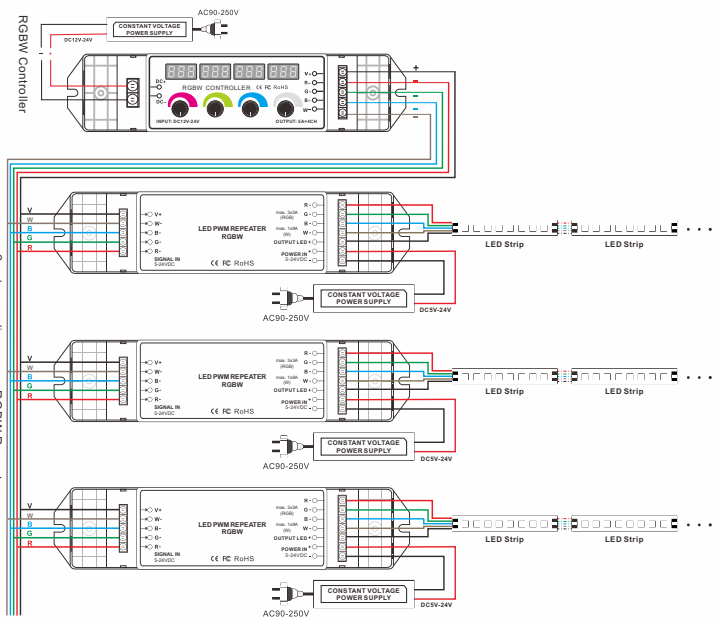 AC90-250V
CONSTANT VOLTAGE
POWER SUPPLY
DC12V-24V
RGBW Controller
DC+
DC-
RGBW CONTROLLER CE FC RoHS
INPUT: DC12V-24V
OUTPUT: 5A×4CH
V+
R-
G-
B-
W-
+
-
V
W
B
G
R
V+
W-
B-
G-
R-
SIGNAL IN
5-24VDC
LED PWM REPEATER
RGBW
CE FC RoHS
max. 3x3A
(RGB)
max. 1x9A
(W)
R -
G -
B -
W -
OUTPUT LED +
POWER IN +
5-24VDC -
LED Strip
LED Strip
CONSTANT VOLTAGE
POWER SUPPLY
AC90-250V
DC5V-24V
V
W
B
G
R
V+
W-
B-
G-
R-
SIGNAL IN
5-24VDC
LED PWM REPEATER
RGBW
CE FC RoHS
max. 3x3A
(RGB)
max. 1x9A
(W)
R -
G -
B -
W -
OUTPUT LED +
POWER IN +
5-24VDC -
LED Strip
LED Strip
CONSTANT VOLTAGE
POWER SUPPLY
AC90-250V
DC5V-24V
V
W
B
G
R
V+
W-
B-
G-
R-
SIGNAL IN
5-24VDC
LED PWM REPEATER
RGBW
CE FC RoHS
max. 3x3A
(RGB)
max. 1x9A
(W)
R -
G -
B -
W -
OUTPUT LED +
POWER IN +
5-24VDC -
LED Strip
LED Strip
CONSTANT VOLTAGE
POWER SUPPLY
AC90-250V
DC5V-24V